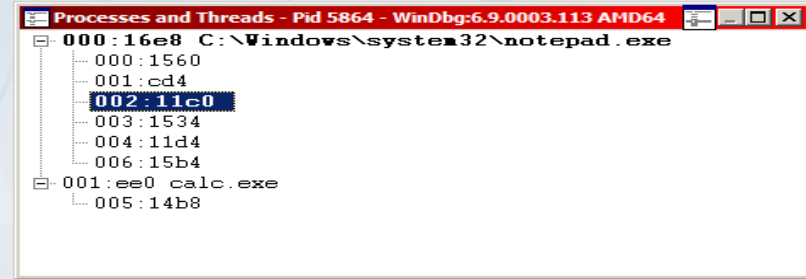 Processes and Threads - Pid 5864 - WinDbg:6.9.0003.113 AMD64
000:16e8 C:\Windows\system32\notepad.exe
000:1560
001:cd4
002:11c0
003:1534
004:11d4
006:15b4
001:ee0 calc.exe
005:14b8